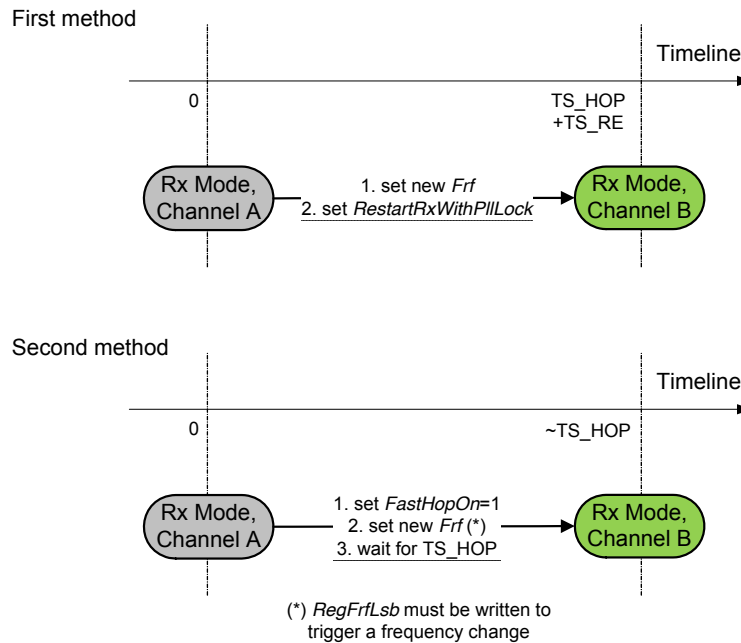 First method
Timeline
0
TS_HOP
+TS_RE
Rx Mode,
Channel A
1. set new Frf
2. set RestartRxWithPllLock
Rx Mode,
Channel B
Second method
Timeline
0
~TS_HOP
Rx Mode,
Channel A
1. set FastHopOn=1
2. set new Frf (*)
3. wait for TS_HOP
Rx Mode,
Channel B
(*) RegFrfLsb must be written to
trigger a frequency change